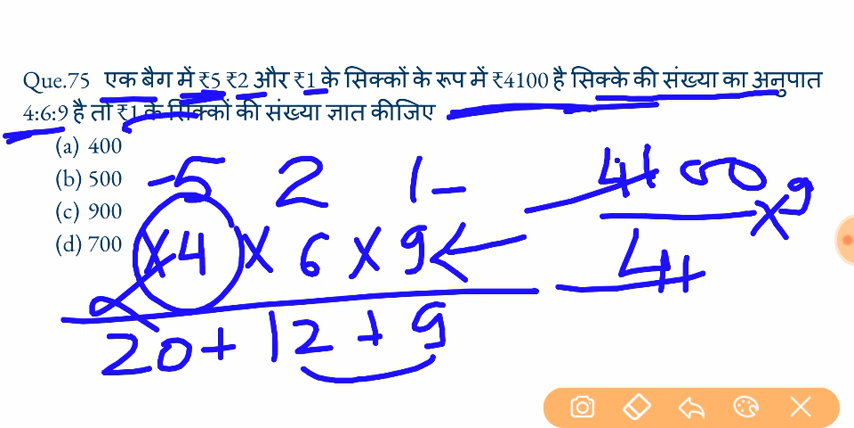 Que.75 एक बैग में ₹5 ₹2 और ₹1 के सिक्कों के रूप में ₹4100 है सिक्के की संख्या का अनुपात
4:6:9 है तो ₹1 के सिक्कों की संख्या ज्ञात कीजिए
(a) 400
(b) 500
(c) 900
(d) 700
5 2 1
×4 × 6 × 9
20 + 12 + 9
4100
41
×9